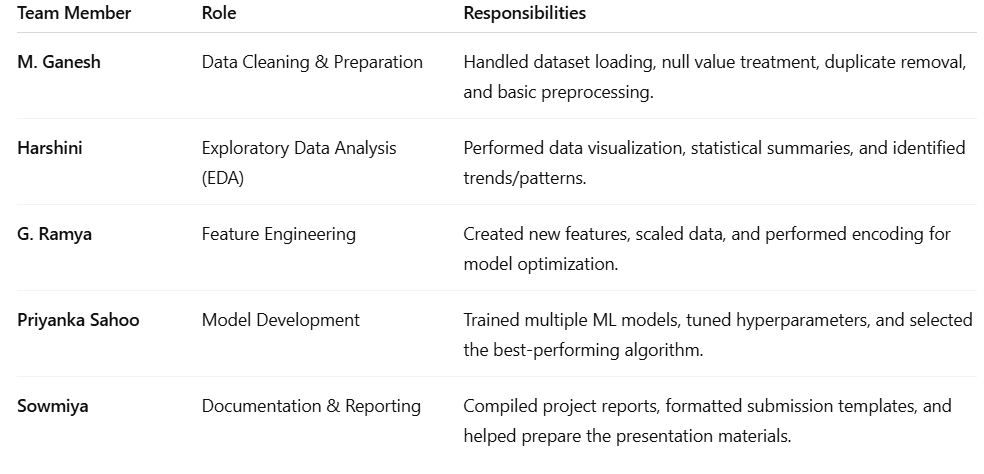 Team Member Role Responsibilities
M. Ganesh Data Cleaning & Preparation Handled dataset loading, null value treatment, duplicate removal,
and basic preprocessing.
Harshini Exploratory Data Analysis Performed data visualization, statistical summaries, and identified
(EDA) trends/patterns.
G. Ramya Feature Engineering Created new features, scaled data, and performed encoding for
model optimization.
Priyanka Sahoo Model Development Trained multiple ML models, tuned hyperparameters, and selected
the best-performing algorithm.
Sowmiya Documentation & Reporting Compiled project reports, formatted submission templates, and
helped prepare the presentation materials.